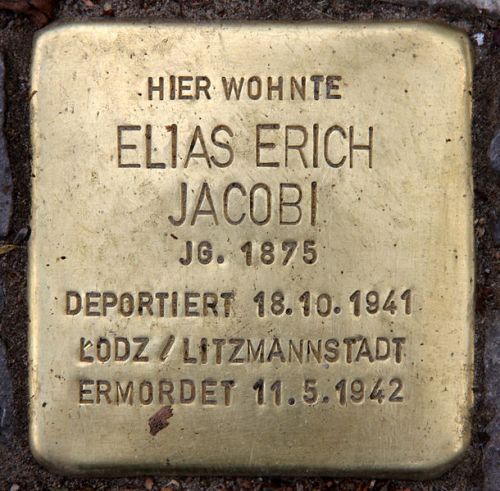 HIER WOHNTE
ELIAS ERICH
JACOBI
JG. 1875
DEPORTIERT 18.10.1941
ŁODZ / LITZMANNSTADT
ERMORDET 11.5.1942